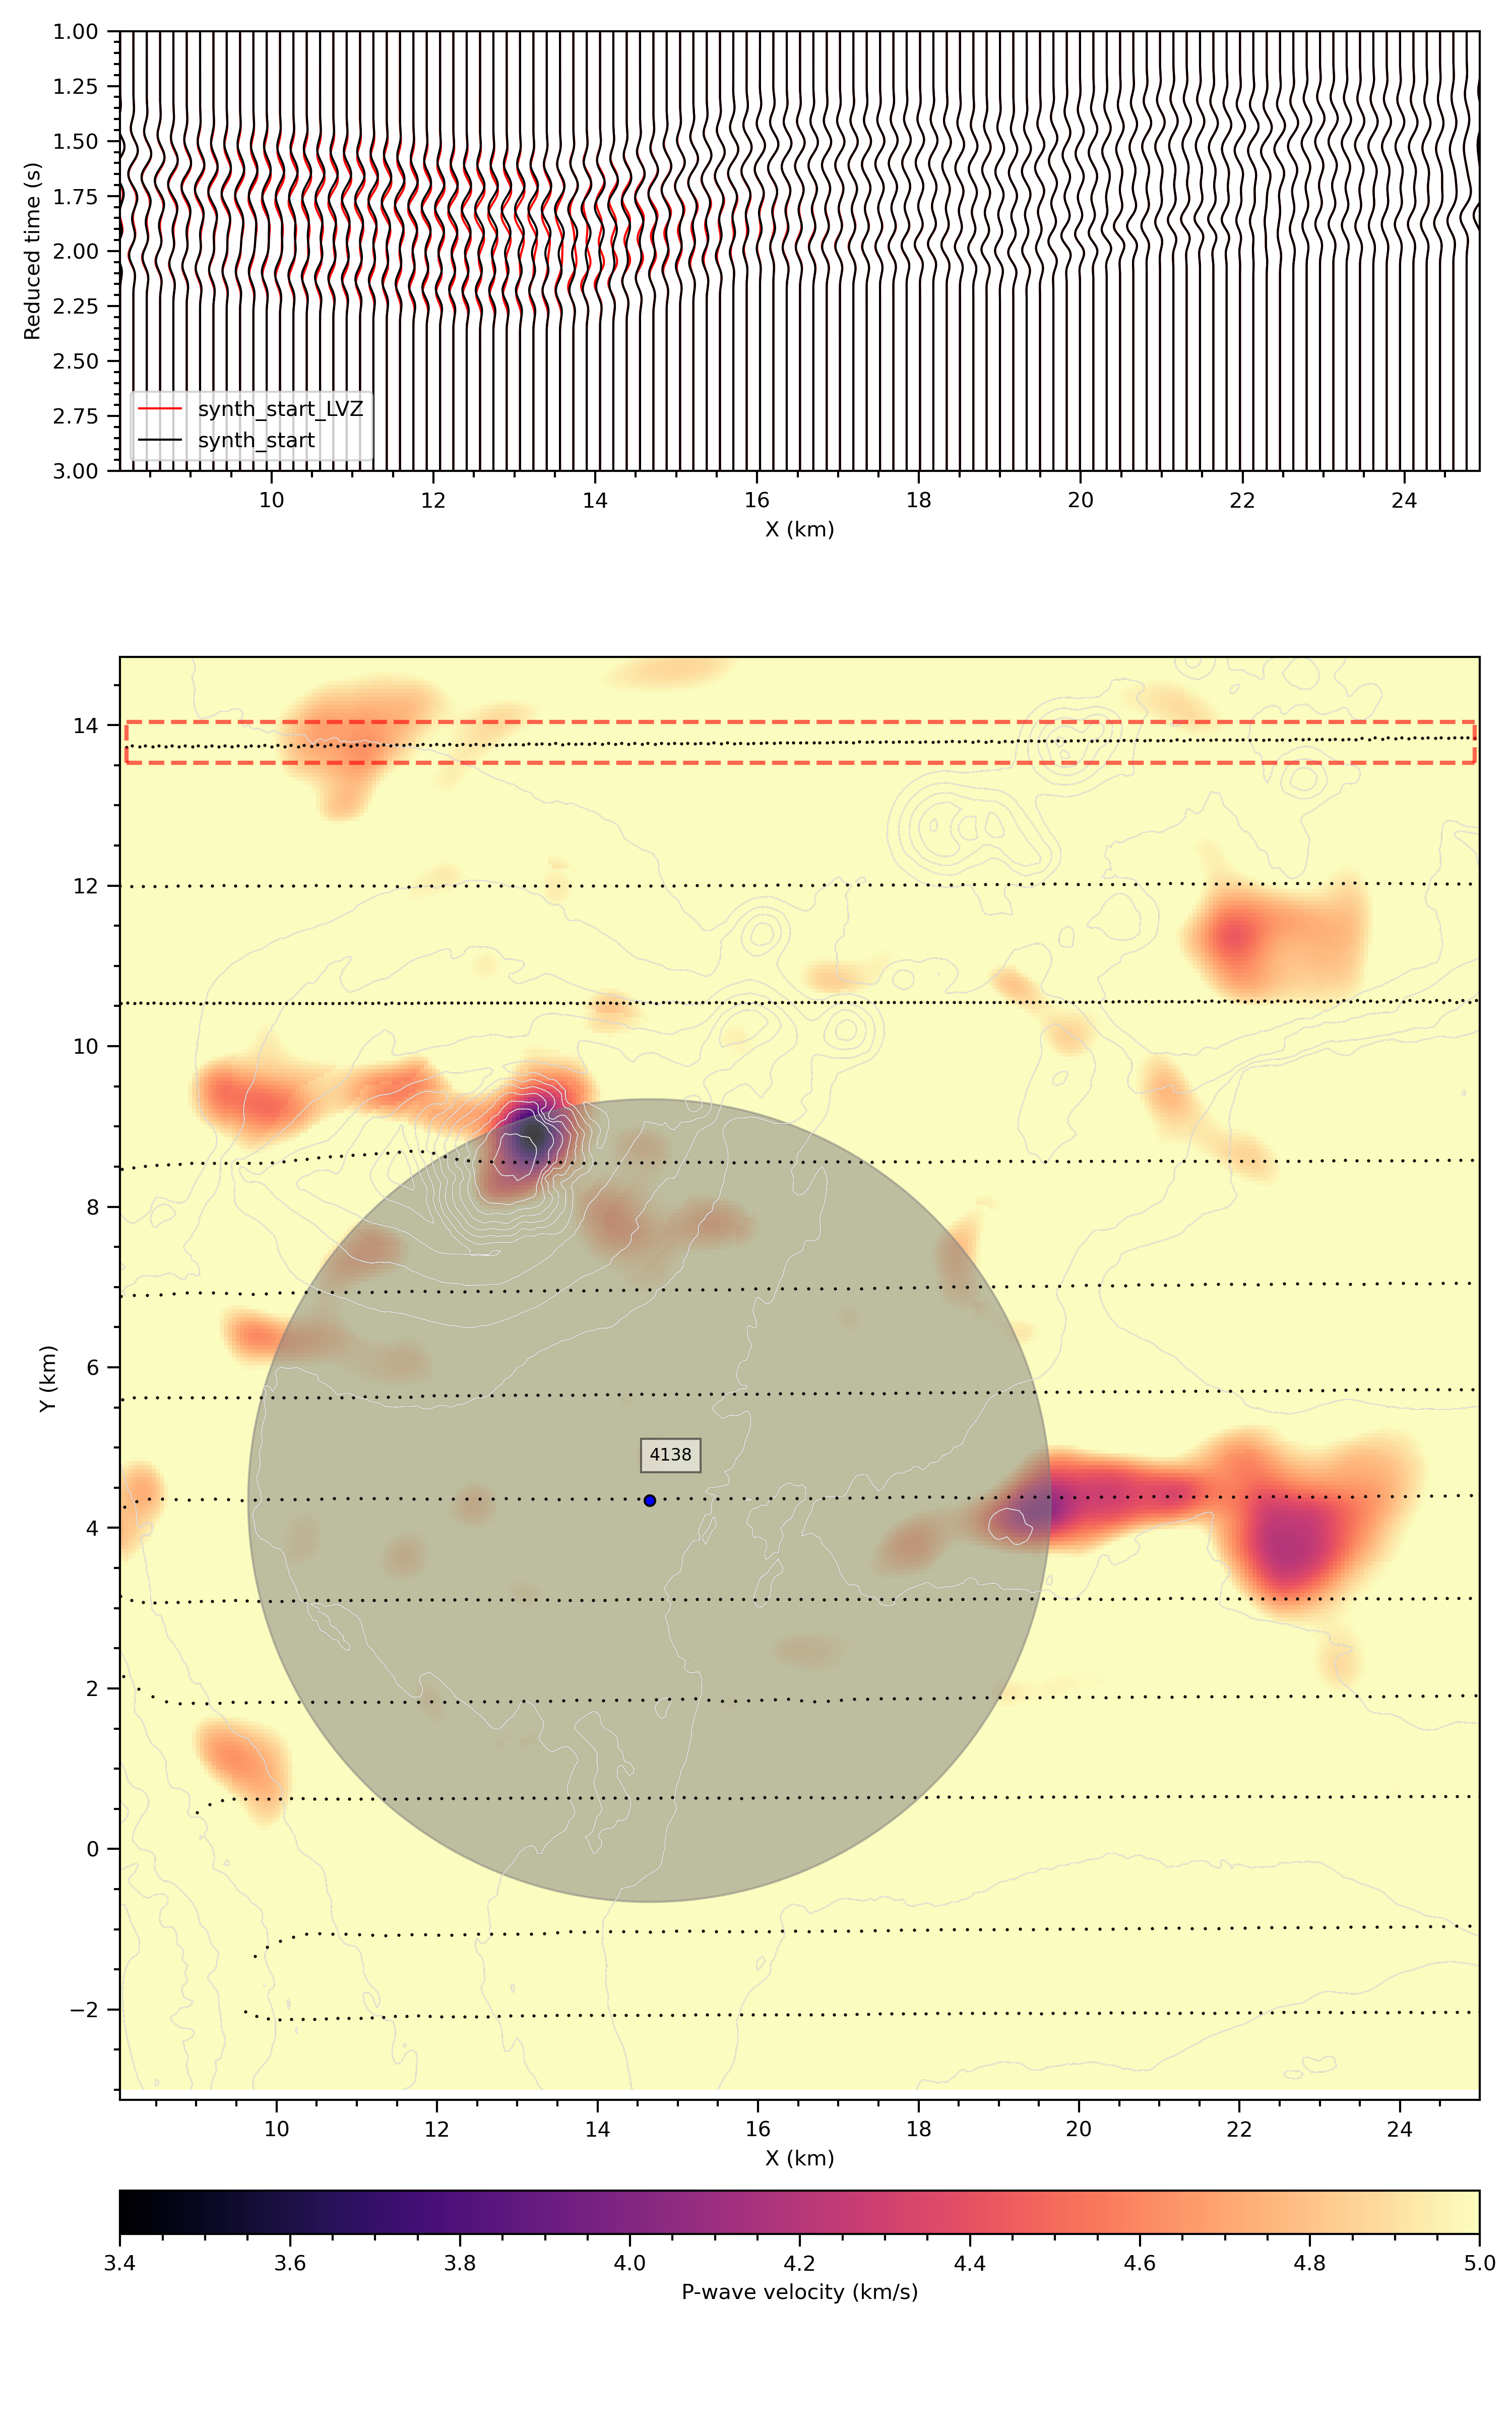 1.00
1.25
1.50
1.75
2.00
2.25
2.50
2.75
3.00
Reduced time (s)
synth_start_LVZ
synth_start
10 12 14 16 18 20 22 24
X (km)
14
12
10
8
6
4
2
0
−2
Y (km)
4138
10 12 14 16 18 20 22 24
X (km)
3.4 3.6 3.8 4.0 4.2 4.4 4.6 4.8 5.0
P-wave velocity (km/s)